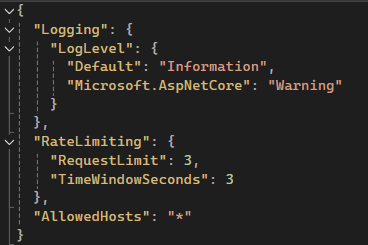 {
"Logging": {
"LogLevel": {
"Default": "Information",
"Microsoft.AspNetCore": "Warning"
}
},
"RateLimiting": {
"RequestLimit": 3,
"TimeWindowSeconds": 3
},
"AllowedHosts": "*"
}